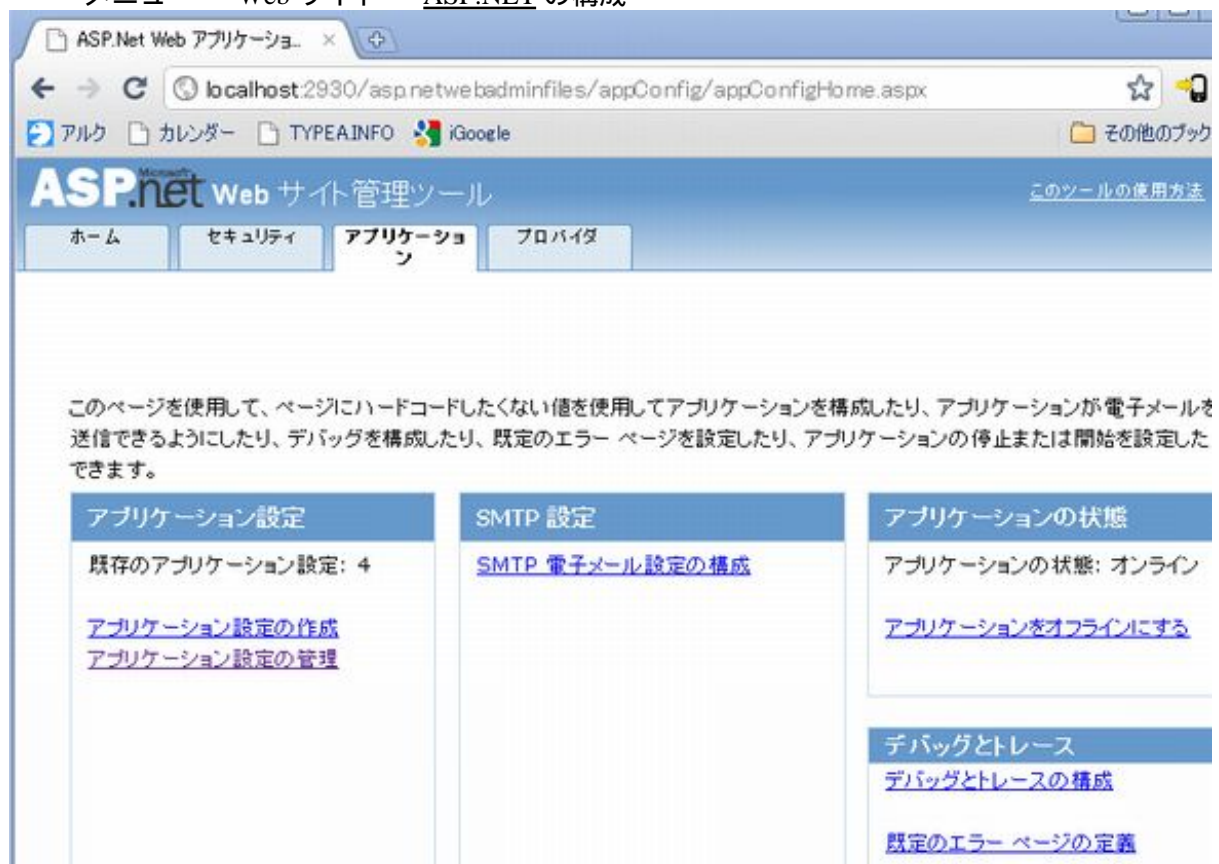 メニュー Web サイト ASP.NET の構成
ASP.Net Web アプリケーショ...
localhost:2930/asp.netwebadminfiles/appConfig/appConfigHome.aspx
アルク カレンダー TYPEAINFO iGoogle その他のブック
Microsoft
ASP.net Web サイト管理ツール このツールの使用方法
ホーム セキュリティ アプリケーション プロバイダ
このページを使用して、ページにハードコードしたくない値を使用してアプリケーションを構成したり、アプリケーションが電子メールを
送信できるようにしたり、デバッグを構成したり、既定のエラー ページを設定したり、アプリケーションの停止または開始を設定した
できます。
アプリケーション設定 SMTP 設定 アプリケーションの状態
既存のアプリケーション設定: 4 SMTP 電子メール設定の構成 アプリケーションの状態: オンライン
アプリケーション設定の作成 アプリケーションをオフラインにする
アプリケーション設定の管理
デバッグとトレース
デバッグとトレースの構成
既定のエラー ページの定義